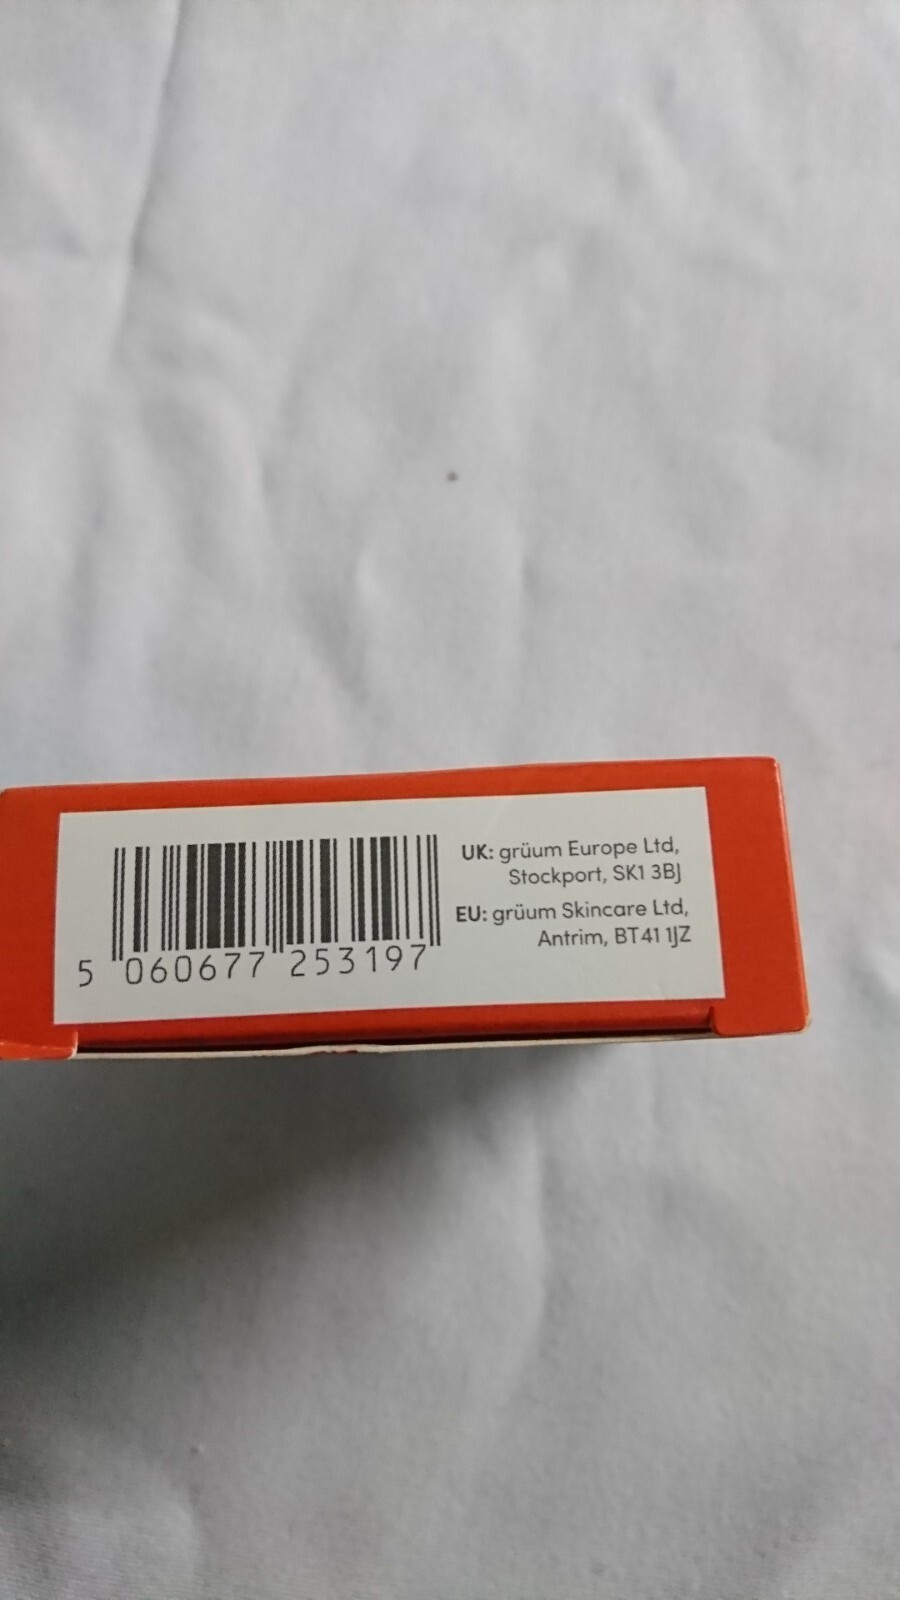 5 060677 253197
UK: grüum Europe Ltd,
Stockport, SK1 3BJ
EU: grüum Skincare Ltd,
Antrim, BT41 1JZ